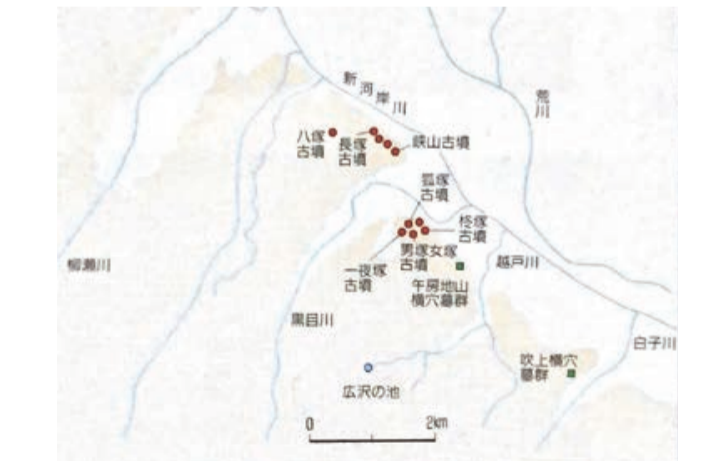 新河岸川
荒川
八塚
古墳
長塚
古墳
峡山古墳
狐塚
古墳
柊塚
古墳
男塚女塚
古墳
一夜塚
古墳
越戸川
午房地山
横穴墓群
柳瀬川
黒目川
白子川
吹上横穴
墓群
広沢の池
0
2km